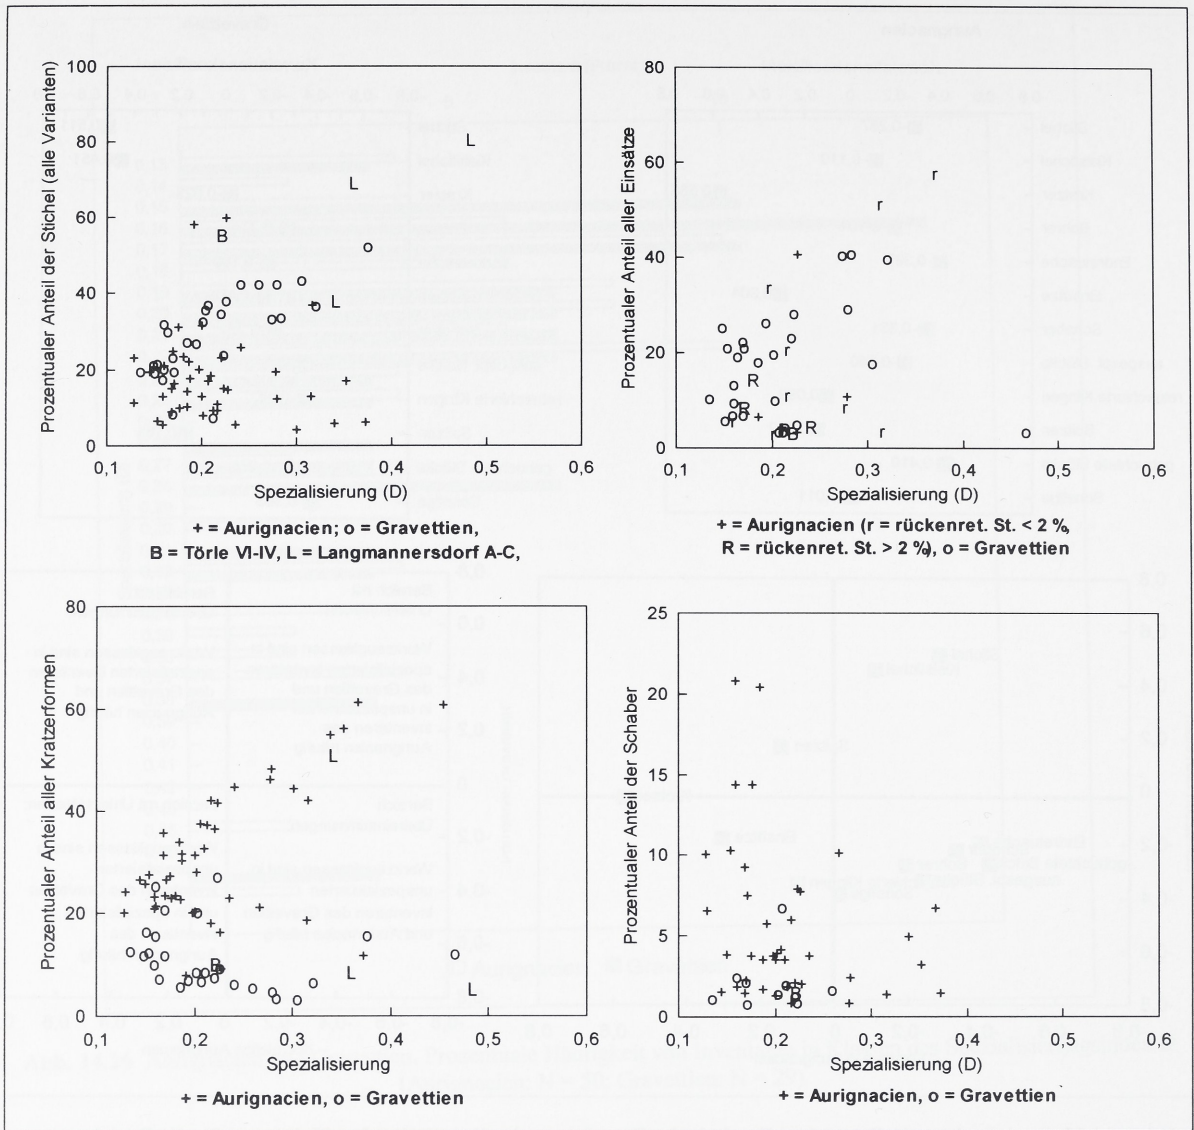 Prozentualer Anteil der Stichel (alle Varianten)
100
80
60
40
20
0
0,1 0,2 0,3 0,4 0,5 0,6
L
L
B
L
Spezialisierung (D)
+ = Aurignacien; o = Gravettien,
B = Törle VI-IV, L = Langmannersdorf A-C,
Prozentualer Anteil aller Einsätze
80
60
40
20
0
0,1 0,2 0,3 0,4 0,5 0,6
r
r
r
r
R
r
r
R
r
R
r
Spezialisierung (D)
+ = Aurignacien (r = rückenret. St. < 2 %,
R = rückenret. St. > 2 %), o = Gravettien
Prozentualer Anteil aller Kratzerformen
80
60
40
20
0
0,1 0,2 0,3 0,4 0,5 0,6
L
B
L
L
Spezialisierung
+ = Aurignacien, o = Gravettien
Prozentualer Anteil der Schaber
25
20
15
10
5
0
0,1 0,2 0,3 0,4 0,5 0,6
B
Spezialisierung (D)
+ = Aurignacien, o = Gravettien